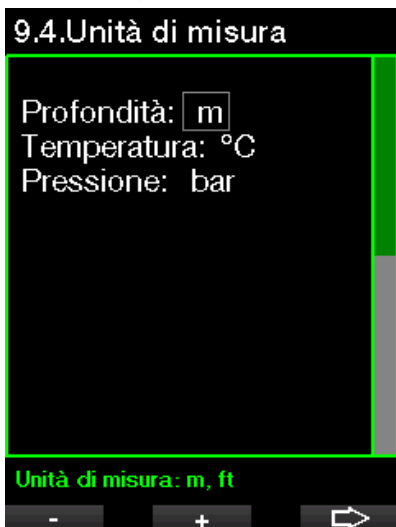 9.4.Unità di misura
Profondità: m
Temperatura: °C
Pressione: bar
Unità di misura: m, ft
- +